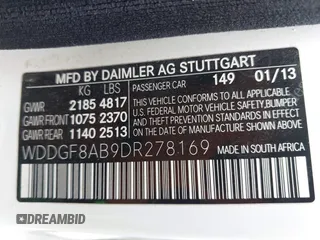 MFD BY DAIMLER AG STUTTGART
PASSENGER CAR 149 01/13
KG LBS
GVWR 2185 4817
GAWR FRONT 1075 2370
GAWR REAR 1140 2513
THIS VEHICLE CONFORMS TO ALL APPLICABLE U.S. FEDERAL MOTOR VEHICLE SAFETY, BUMPER, AND THEFT PREVENTION STANDARDS IN EFFECT ON THE DATE OF MANUFACTURE SHOWN ABOVE.
WDDGF8AB9DR278169
MADE IN SOUTH AFRICA
DREAMBID